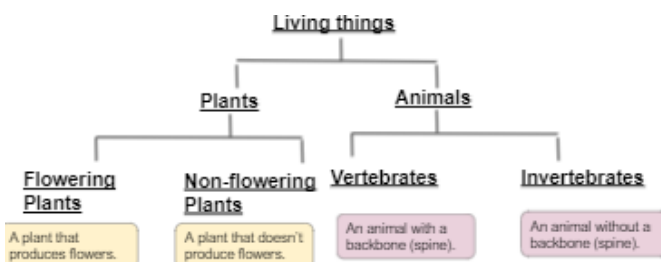 Living things
Plants
Animals
Flowering
Plants
Non-flowering
Plants
Vertebrates
Invertebrates
A plant that
produces flowers.
A plant that doesn't
produce flowers.
An animal with a
backbone (spine).
An animal without a
backbone (spine).